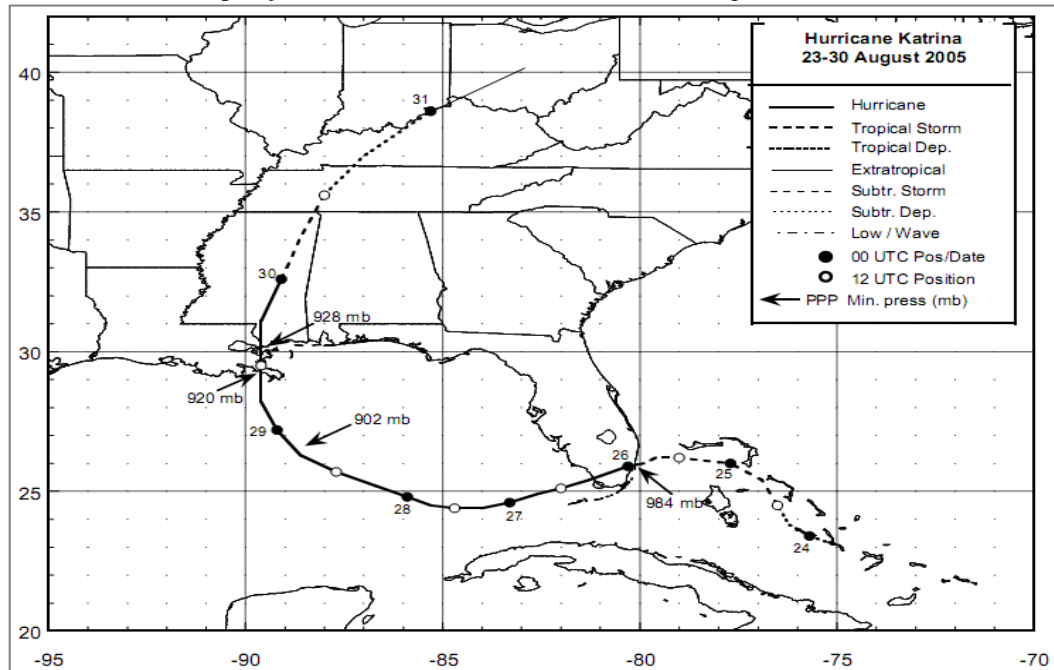 Hurricane Katrina
23-30 August 2005
Hurricane
Tropical Storm
Tropical Dep.
Extratropical
Subtr. Storm
Subtr. Dep.
Low / Wave
00 UTC Pos/Date
12 UTC Position
PPP Min. press (mb)
40
35
30
25
20
31
30
928 mb
920 mb
902 mb
29
28
27
26
984 mb
25
24
-95
-90
-85
-80
-75
-70